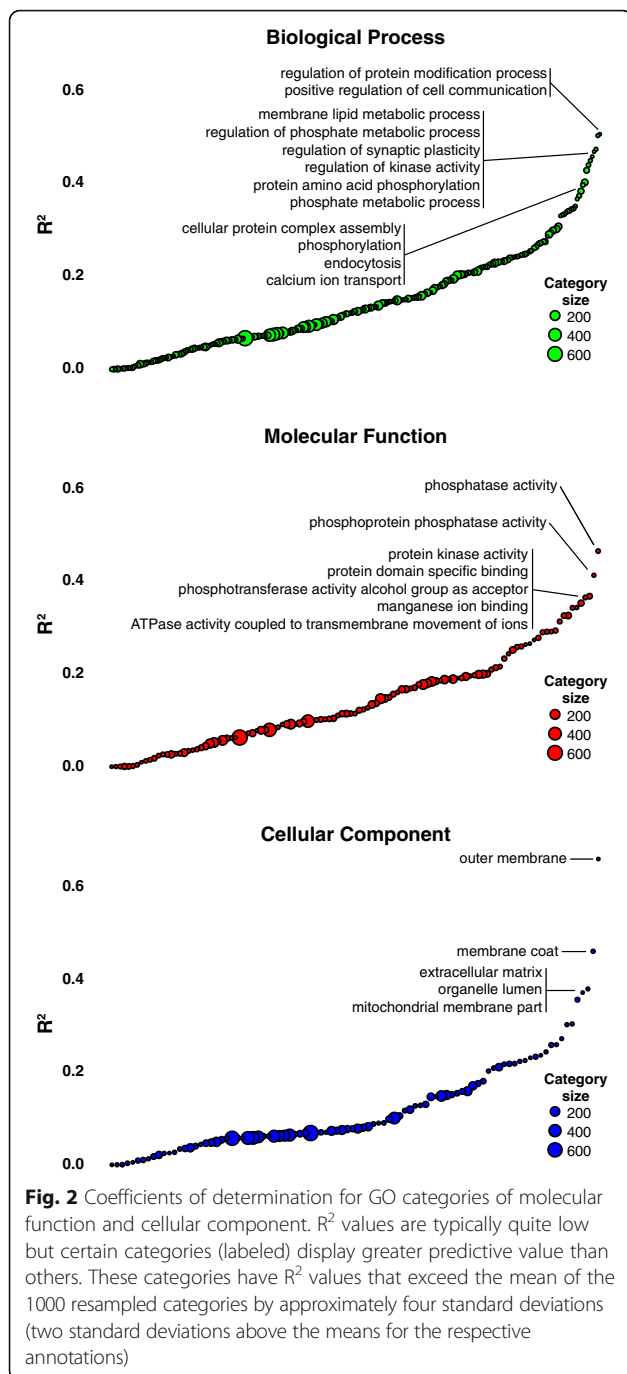 Biological Process
regulation of protein modification process
positive regulation of cell communication
membrane lipid metabolic process
regulation of phosphate metabolic process
regulation of synaptic plasticity
regulation of kinase activity
protein amino acid phosphorylation
phosphate metabolic process
cellular protein complex assembly
phosphorylation
endocytosis
calcium ion transport
0.6
0.4
0.2
0.0
R²
Category
size
200
400
600
Molecular Function
phosphatase activity
phosphoprotein phosphatase activity
protein kinase activity
protein domain specific binding
phosphotransferase activity alcohol group as acceptor
manganese ion binding
ATPase activity coupled to transmembrane movement of ions
0.6
0.4
0.2
0.0
R²
Category
size
200
400
600
Cellular Component
outer membrane
membrane coat
extracellular matrix
organelle lumen
mitochondrial membrane part
0.6
0.4
0.2
0.0
R²
Category
size
200
400
600
Fig. 2 Coefficients of determination for GO categories of molecular
function and cellular component. R² values are typically quite low
but certain categories (labeled) display greater predictive value than
others. These categories have R² values that exceed the mean of the
1000 resampled categories by approximately four standard deviations
(two standard deviations above the means for the respective
annotations)